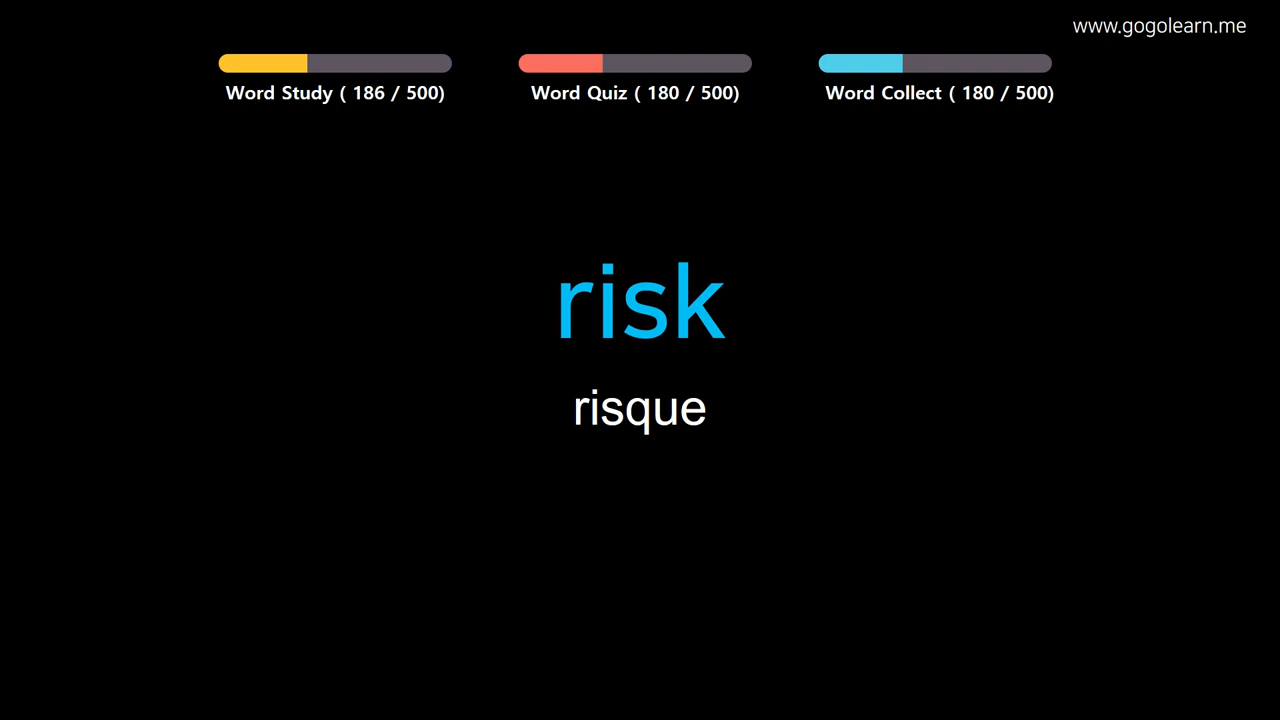 www.gogolearn.me
Word Study ( 186 / 500)
Word Quiz ( 180 / 500)
Word Collect ( 180 / 500)
risk
risque